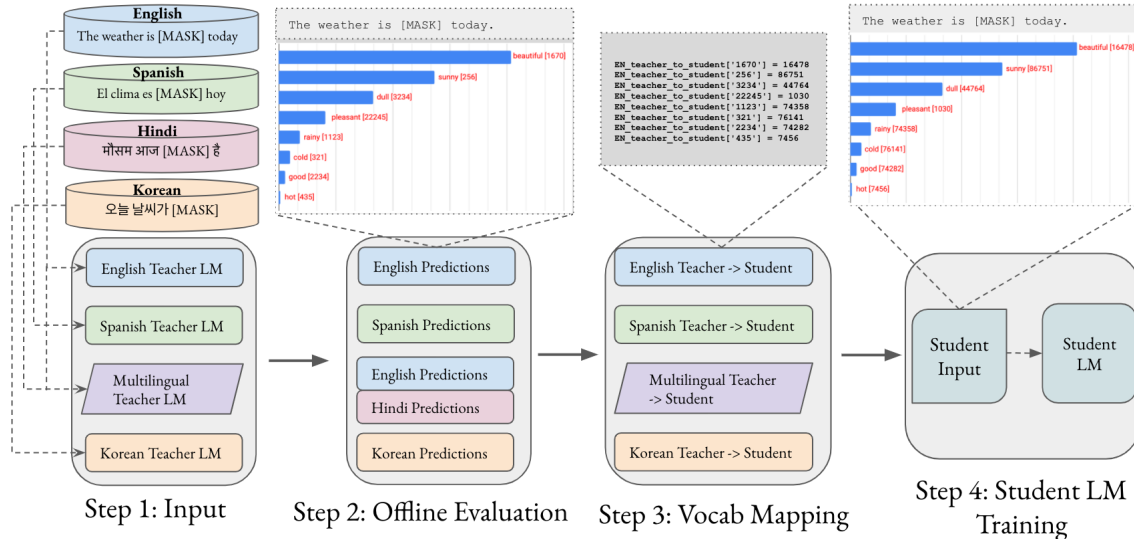 English
The weather is [MASK] today
Spanish
El clima es [MASK] hoy
Hindi
मौसम आज [MASK] है
Korean
오늘 날씨가 [MASK]
The weather is [MASK] today.
beautiful [1670]
sunny [256]
dull [3234]
pleasant [22245]
rainy [1123]
cold [321]
good [2234]
hot [435]
EN_teacher_to_student['1670'] = 16478
EN_teacher_to_student['256'] = 86751
EN_teacher_to_student['3234'] = 44764
EN_teacher_to_student['22245'] = 1030
EN_teacher_to_student['1123'] = 74358
EN_teacher_to_student['321'] = 76141
EN_teacher_to_student['2234'] = 74282
EN_teacher_to_student['435'] = 7456
The weather is [MASK] today.
beautiful [16478]
sunny [86751]
dull [44764]
pleasant [1030]
rainy [74358]
cold [76141]
good [74282]
hot [7456]
English Teacher LM
Spanish Teacher LM
Multilingual
Teacher LM
Korean Teacher LM
Step 1: Input
English Predictions
Spanish Predictions
English Predictions
Hindi Predictions
Korean Predictions
Step 2: Offline Evaluation
English Teacher -> Student
Spanish Teacher -> Student
Multilingual Teacher
-> Student
Korean Teacher -> Student
Step 3: Vocab Mapping
Student
Input
Student
LM
Step 4: Student LM
Training